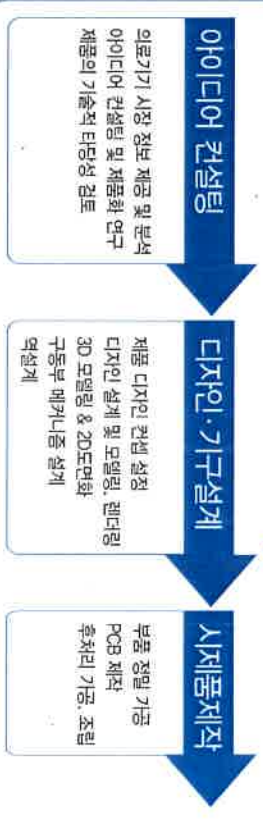 아이디어 컨설팅
의료기기 시장 정보 제공 및 분석
아이디어 컨설팅 및 제품화 연구
제품의 기술적 타당성 검토
디자인·기구설계
제품 디자인 컨셉 설정
디자인 설계 및 모델링, 렌더링
3D 모델링 & 2D도면화
구동부 메커니즘 설계
역설계
시제품제작
부품 정밀 가공
PCB 제작
후처리 가공, 조립